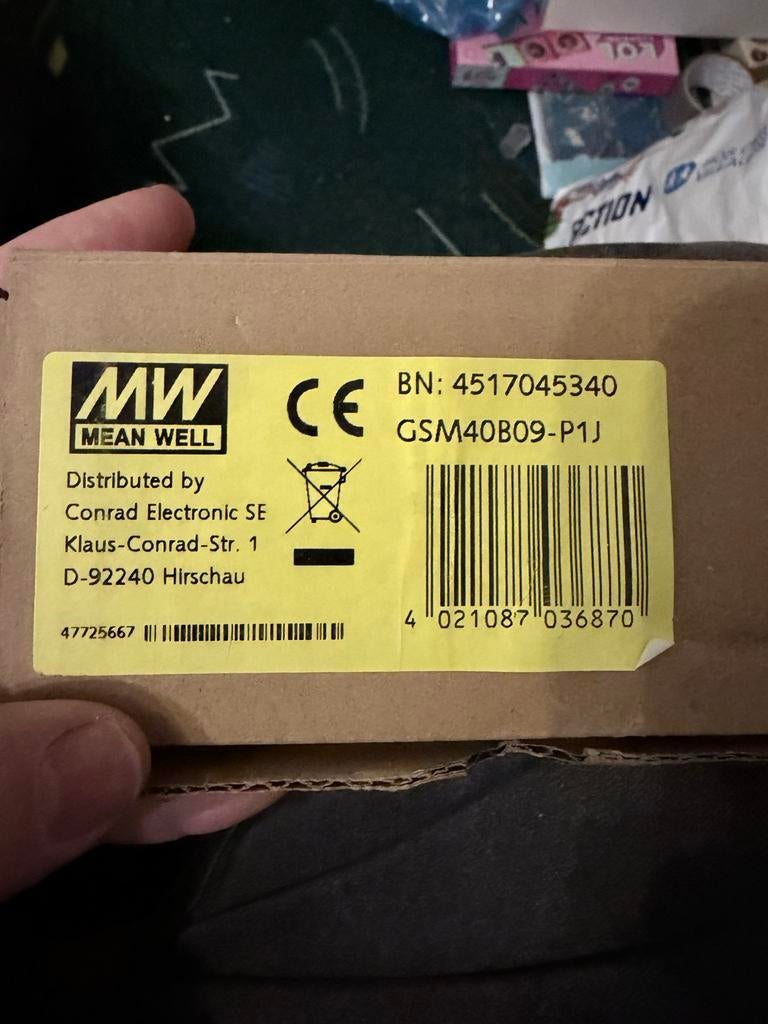 LOL
ACTION
MW
MEAN WELL
Distributed by
Conrad Electronic SE
Klaus-Conrad-Str. 1
D-92240 Hirschau
47725667
CE
BN: 4517045340
GSM40B09-P1J
4 021087 036870